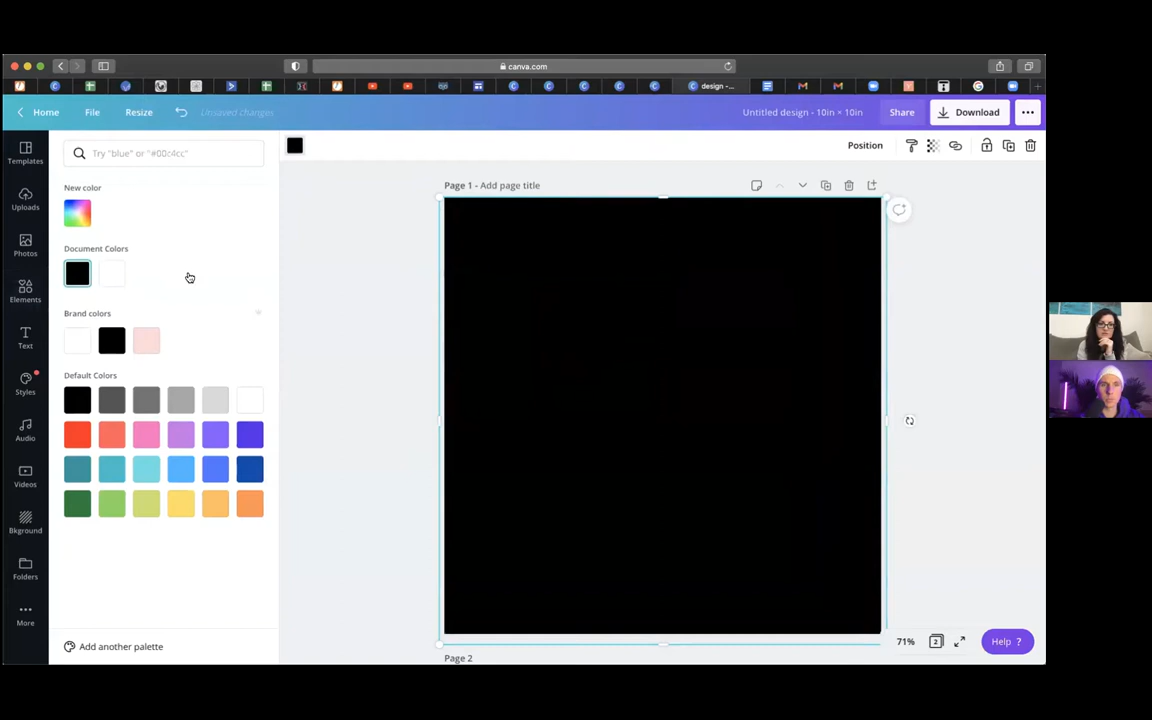 canva.com
design -...
Home
File
Resize
Unsaved changes
Untitled design - 10in × 10in
Share
Download
Templates
Uploads
Photos
Elements
Text
Styles
Audio
Videos
Bkground
Folders
More
Try "blue" or "#00c4cc"
New color
Document Colors
Brand colors
Default Colors
Add another palette
Position
Page 1 - Add page title
71%
2
Help ?
Page 2